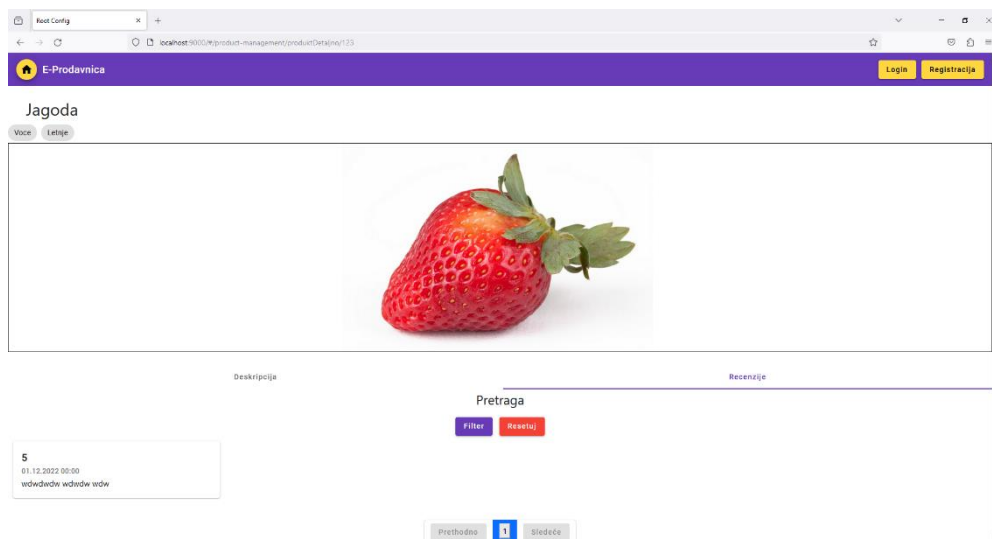 Root Config
localhost:9000/#/product-management/produktDetaljno/123
E-Prodavnica
Login Registracija
Jagoda
Voce Letnje
Deskripcija Recenzije
Pretraga
Filter Resetuj
5
01.12.2022 00:00
wdwdwdw wdwdw wdw
Prethodno 1 Sledeće